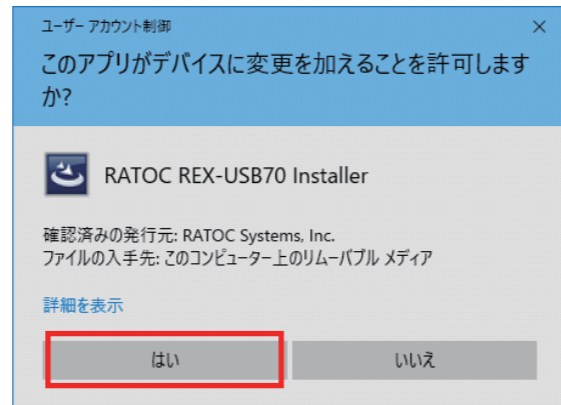 ユーザー アカウント制御
このアプリがデバイスに変更を加えることを許可します
か?
RATOC REX-USB70 Installer
確認済みの発行元: RATOC Systems, Inc.
ファイルの入手先: このコンピューター上のリムーバブル メディア
詳細を表示
はい
いいえ